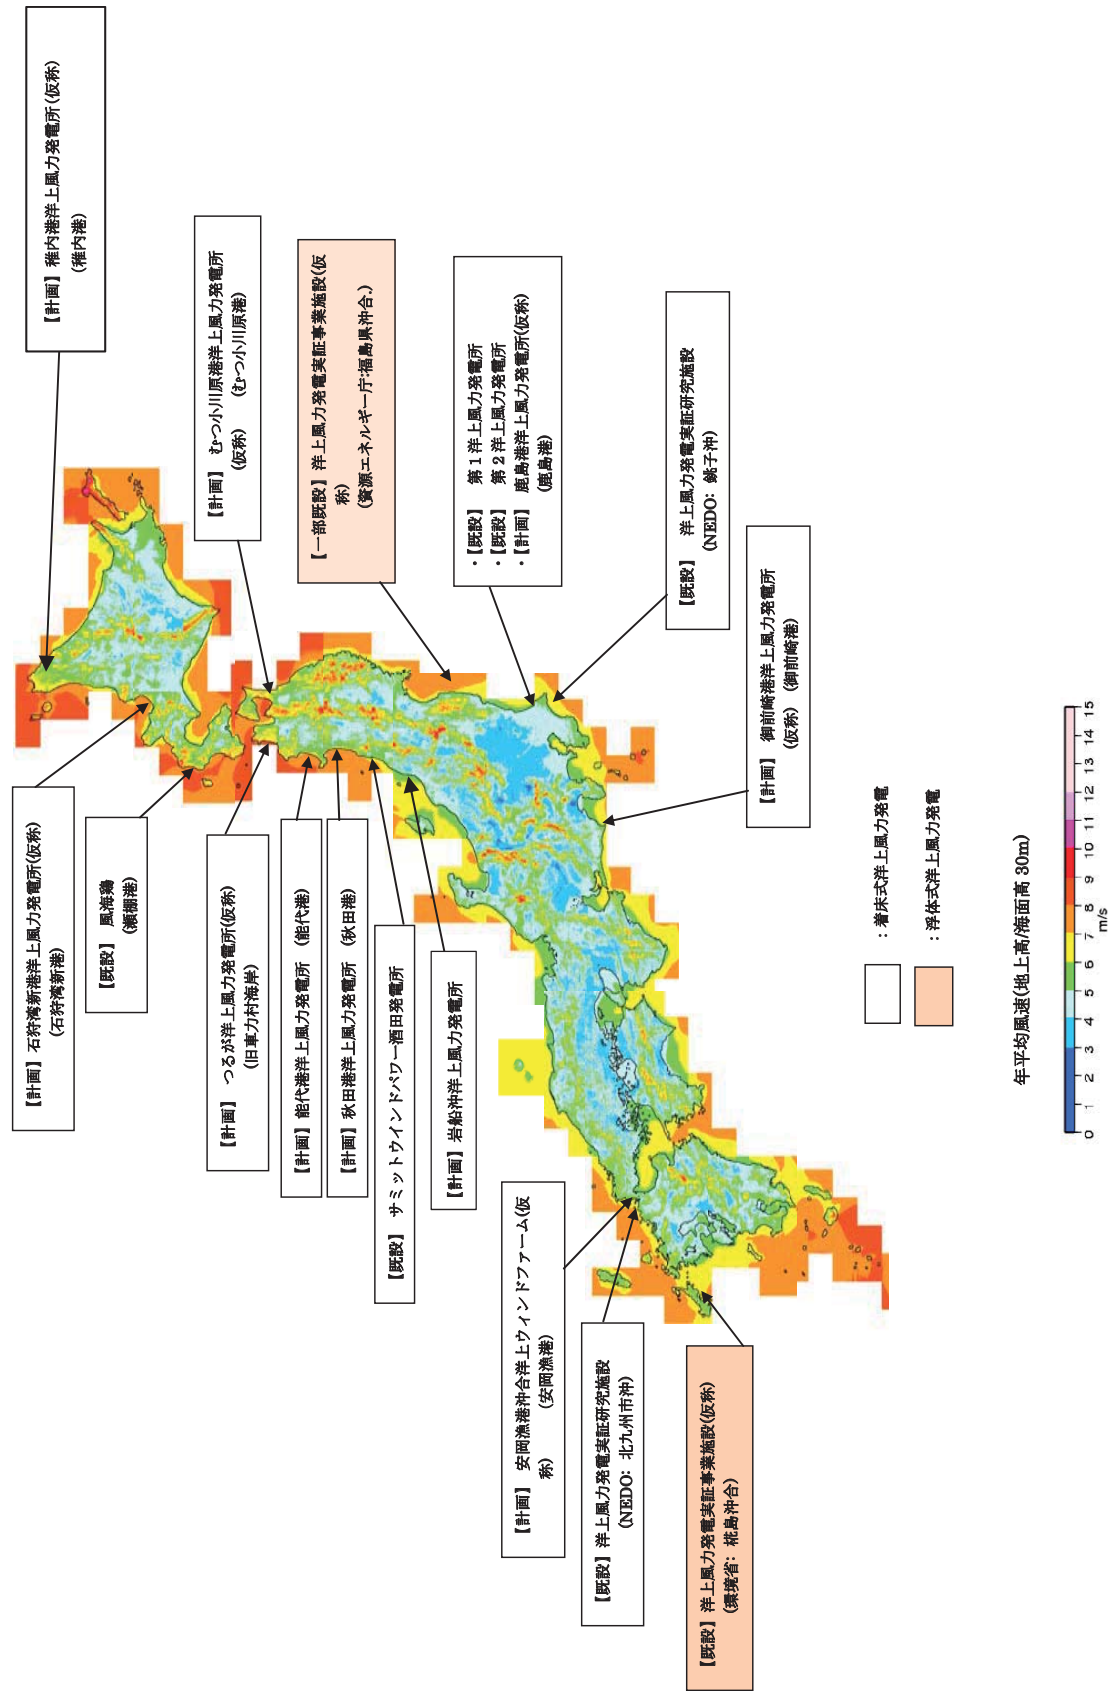 【計画】稚内港洋上風力発電所(仮称)
(稚内港)
【計画】 むつ小川原港洋上風力発電所
(仮称) (むつ小川原港)
【一部既設】洋上風力発電実証事業施設(仮
称)
(資源エネルギー庁:福島県沖合.)
・【既設】 第1洋上風力発電所
・【既設】 第2洋上風力発電所
・【計画】 鹿島港洋上風力発電所(仮称)
(鹿島港)
【既設】 洋上風力発電実証研究施設
(NEDO: 銚子沖)
【計画】 御前崎港洋上風力発電所
(仮称) (御前崎港)
【計画】石狩湾新港洋上風力発電所(仮称)
(石狩湾新港)
【既設】 風海鶏
(瀬棚港)
【計画】 つるが洋上風力発電所(仮称)
(旧車力村海岸)
【計画】能代港洋上風力発電所 (能代港)
【計画】秋田港洋上風力発電所 (秋田港)
【既設】 サミットウインドパワー酒田発電所
【計画】岩船沖洋上風力発電所
【計画】 安岡漁港沖合洋上ウィンドファーム(仮
称) (安岡漁港)
【既設】洋上風力発電実証研究施設
(NEDO: 北九州市沖)
【既設】洋上風力発電実証事業施設(仮称)
(環境省: 椛島沖合)
：着床式洋上風力発電
：浮体式洋上風力発電
年平均風速(地上高/海面高 30m)
0 1 2 3 4 5 6 7 8 9 10 11 12 13 14 15
m/s